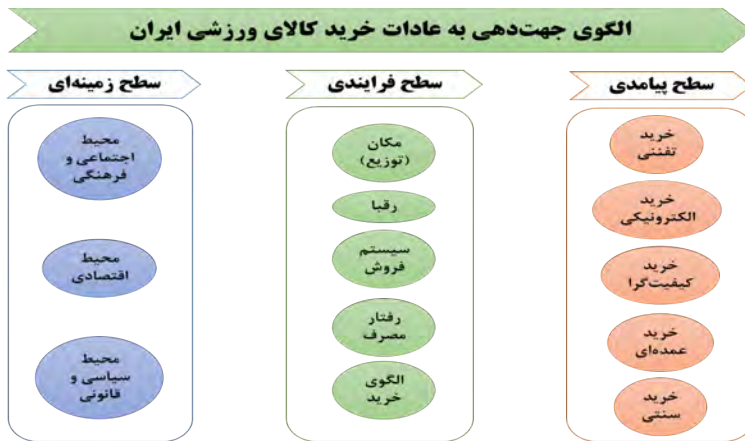 الگوی جهت‌دهی به عادات خرید کالای ورزشی ایران
سطح زمینه‌ای
محیط
اجتماعی و
فرهنگی
محیط
اقتصادی
محیط
سیاسی و
قانونی
سطح فرایندی
مکان
(توزیع)
رقبا
سیستم
فروش
رفتار
مصرف
الگوی
خرید
سطح پیامدی
خرید
تفننی
خرید
الکترونیکی
خرید
کیفیت‌گرا
خرید
عمده‌ای
خرید
سنتی